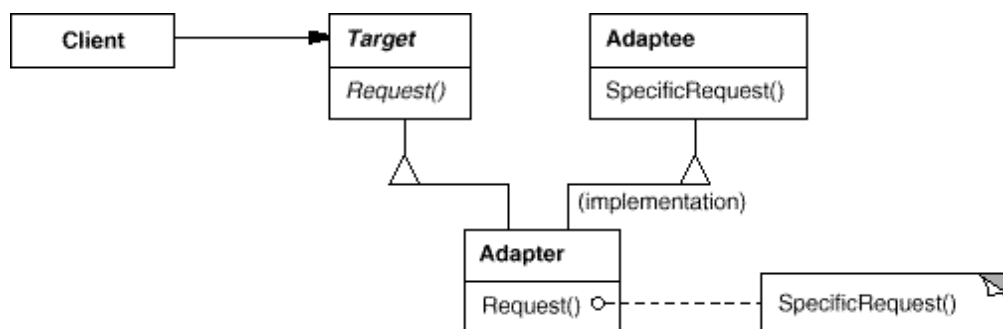 Client
Target
Request()
Adaptee
SpecificRequest()
(implementation)
Adapter
Request()
SpecificRequest()